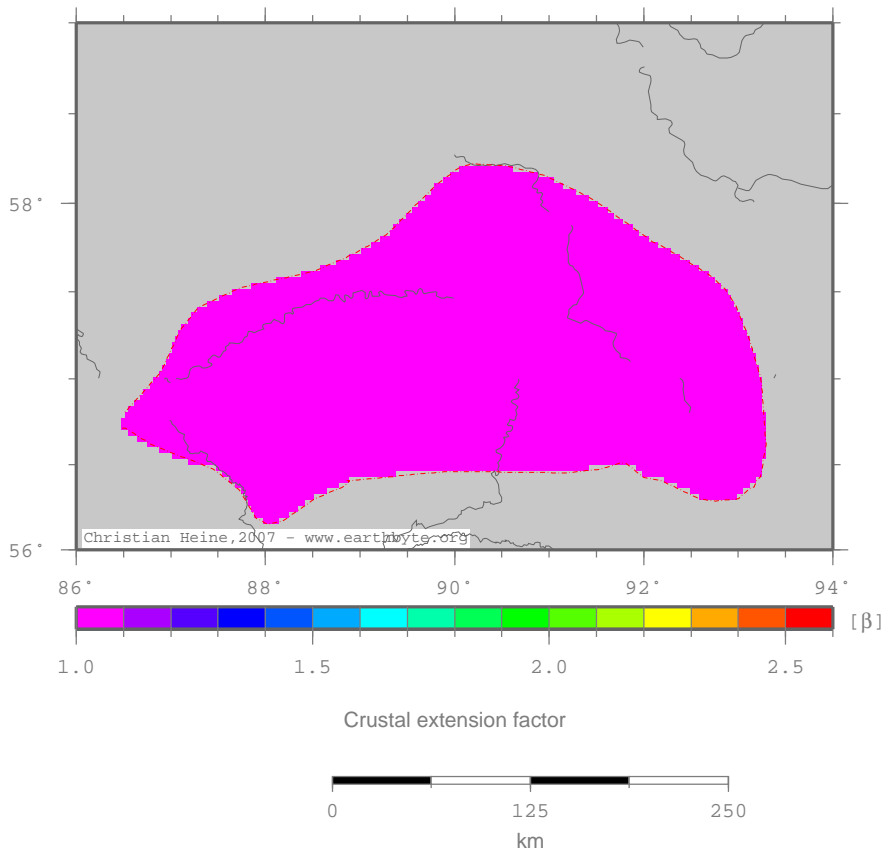 58°
56°
Christian Heine,2007 - www.earthbyte.org
86° 88° 90° 92° 94°
[β]
1.0 1.5 2.0 2.5
Crustal extension factor
0 125 250
km